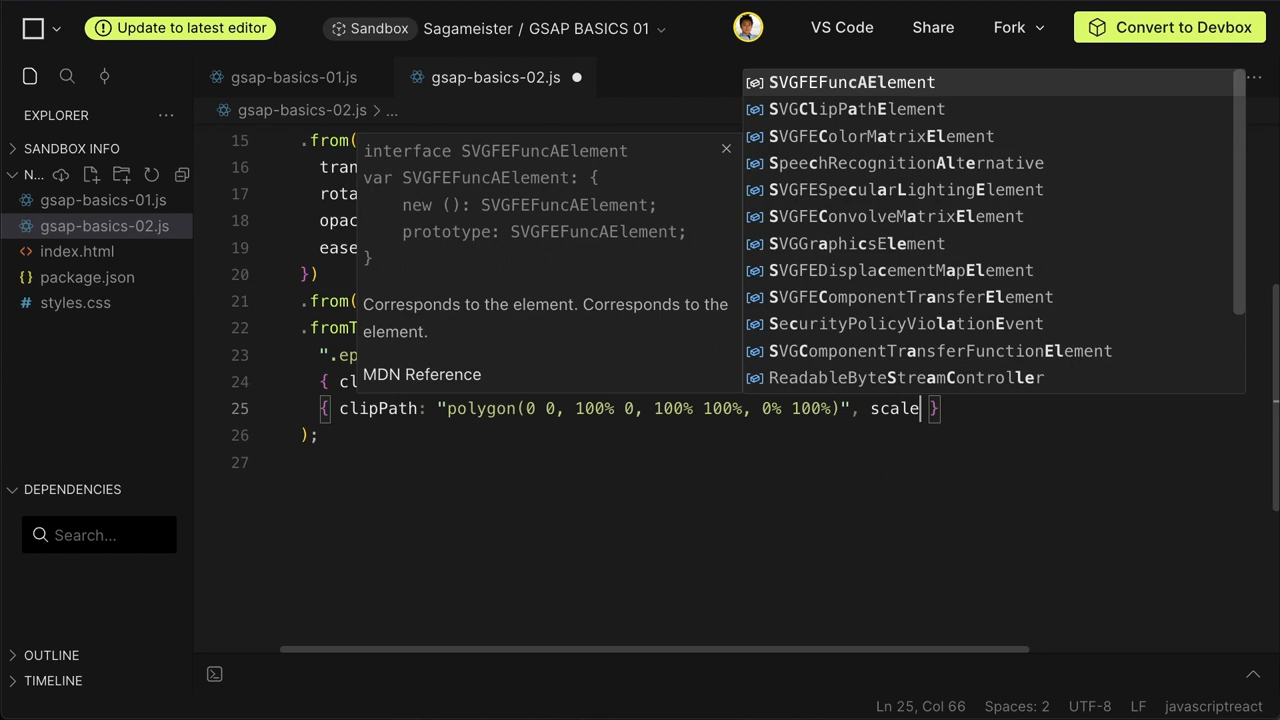 Update to latest editor
Sandbox
Sagameister / GSAP BASICS 01
VS Code
Share
Fork
Convert to Devbox
EXPLORER
SANDBOX INFO
N...
gsap-basics-01.js
gsap-basics-02.js
index.html
package.json
styles.css
DEPENDENCIES
Search...
OUTLINE
TIMELINE
gsap-basics-01.js
gsap-basics-02.js
gsap-basics-02.js > ...
15 .from(
16 tran
17 rota
18 opac
19 ease
20 })
21 .from(
22 .fromT
23 ".ep
24 { cl
25 { clipPath: "polygon(0 0, 100% 0, 100% 100%, 0% 100%)", scale }
26 );
27
interface SVGFEFuncAElement
var SVGFEFuncAElement: {
new (): SVGFEFuncAElement;
prototype: SVGFEFuncAElement;
}
Corresponds to the element. Corresponds to the
element.
MDN Reference
SVGFEFuncAElement
SVGClipPathElement
SVGFEColorMatrixElement
SpeechRecognitionAlternative
SVGFESpecularLightingElement
SVGFEConvolveMatrixElement
SVGGraphicsElement
SVGFEDisplacementMapElement
SVGFEComponentTransferElement
SecurityPolicyViolationEvent
SVGComponentTransferFunctionElement
ReadableByteStreamController
Ln 25, Col 66
Spaces: 2
UTF-8
LF
javascriptreact